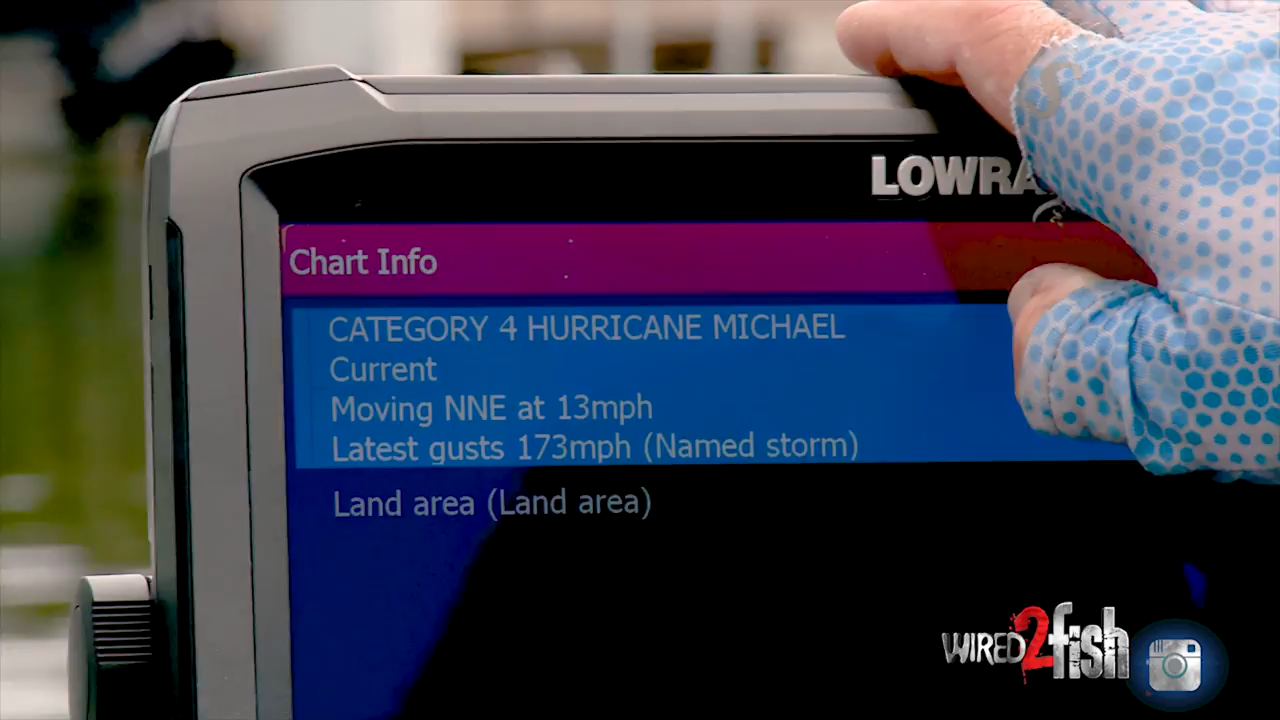 LOWRA
Chart Info
CATEGORY 4 HURRICANE MICHAEL
Current
Moving NNE at 13mph
Latest gusts 173mph (Named storm)
Land area (Land area)
WIRED2fish